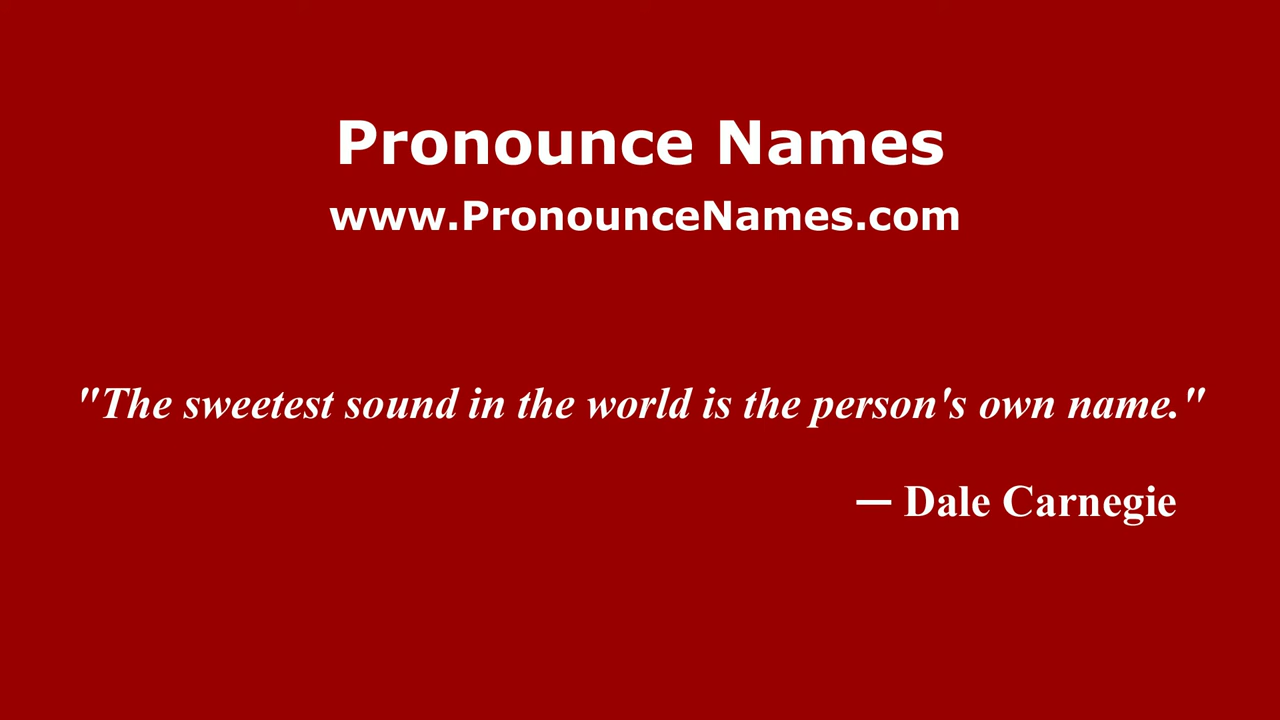 Pronounce Names
www.PronounceNames.com
"The sweetest sound in the world is the person's own name."
— Dale Carnegie